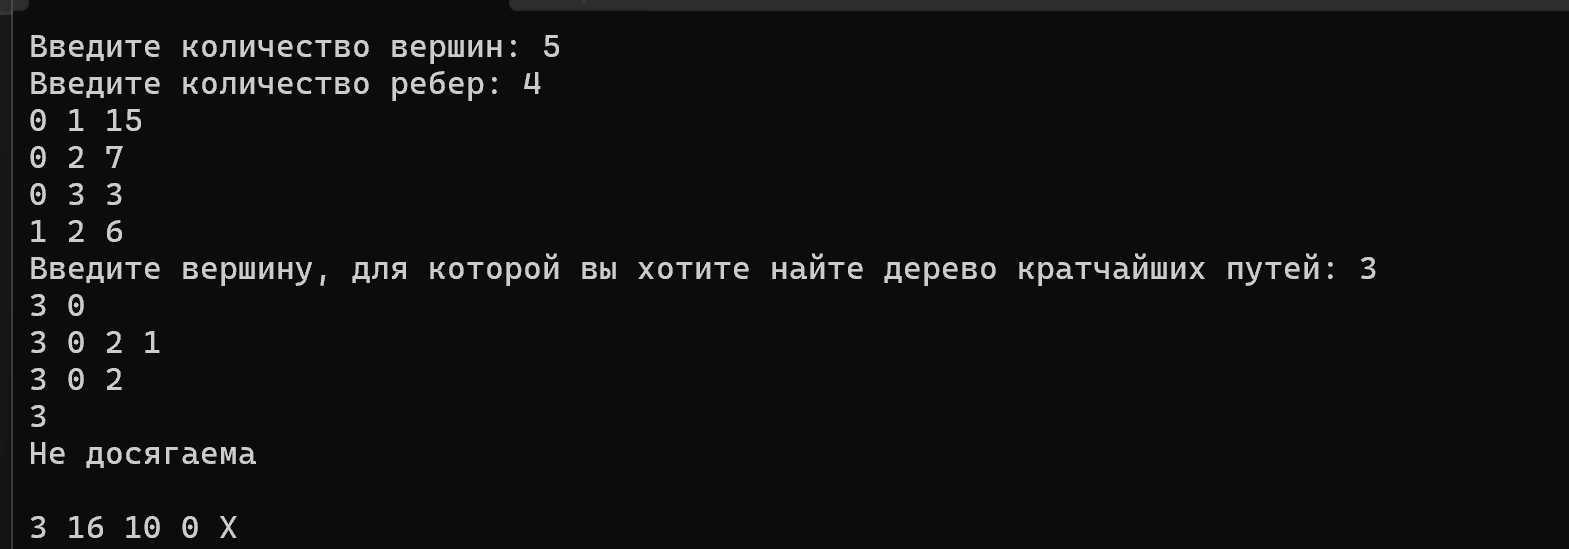 Введите количество вершин: 5
Введите количество ребер: 4
0 1 15
0 2 7
0 3 3
1 2 6
Введите вершину, для которой вы хотите найте дерево кратчайших путей: 3
3 0
3 0 2 1
3 0 2
3
Не досягаема
3 16 10 0 X